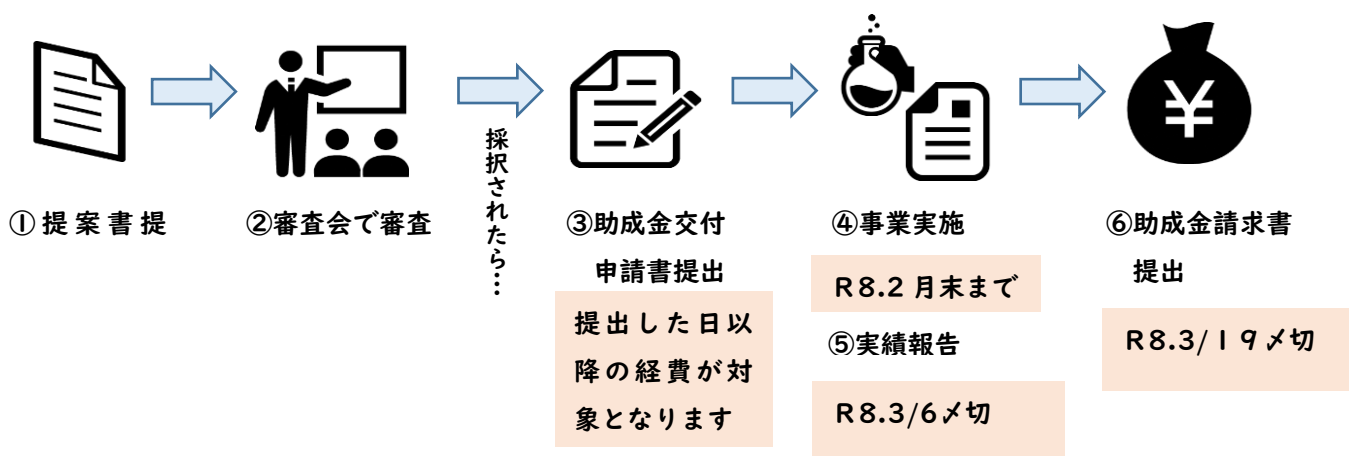 ①提案書提
②審査会で審査
採択されたら…
③助成金交付
申請書提出
提出した日以
降の経費が対
象となります
④事業実施
R8.2月末まで
⑤実績報告
R8.3/6〆切
¥
⑥助成金請求書
提出
R8.3/19〆切